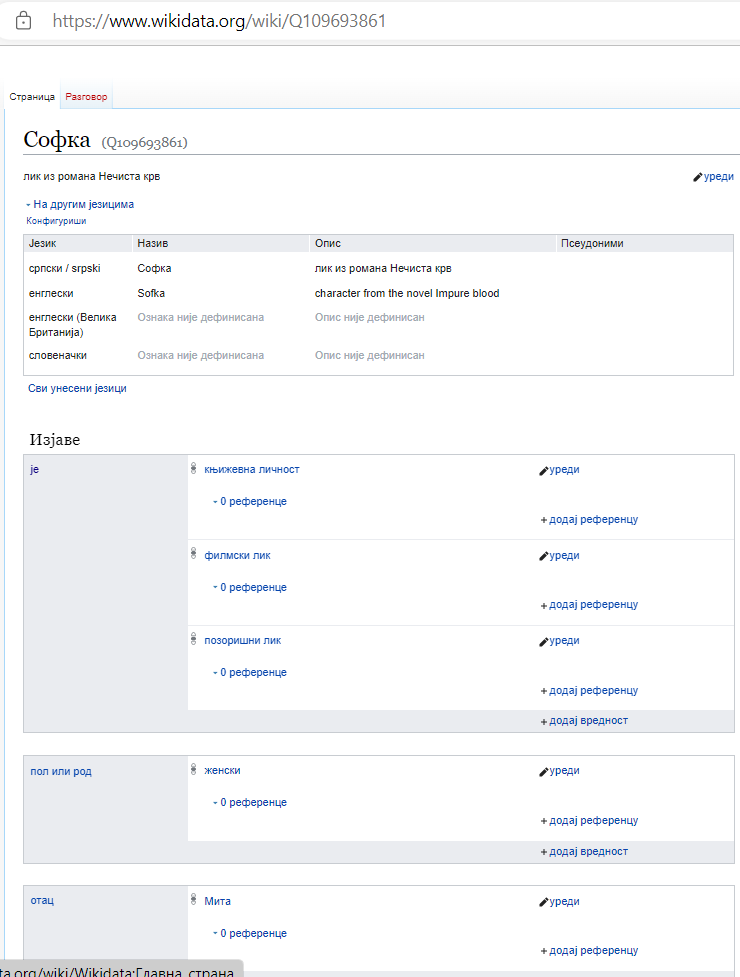 https://www.wikidata.org/wiki/Q109693861
Страница Разговор
Софка (Q109693861)
лик из романа Нечиста крв уреди
На другим језицима
Конфигуриши
Језик Назив Опис Псеудоними
српски / srpski Софка лик из романа Нечиста крв
енглески Sofka character from the novel Impure blood
енглески (Велика Британија) Ознака није дефинисана Опис није дефинисан
словеначки Ознака није дефинисана Опис није дефинисан
Сви унесени језици
Изјаве
је књижевна личност уреди
0 референце
+ додај референцу
филмски лик уреди
0 референце
+ додај референцу
позоришни лик уреди
0 референце
+ додај референцу
+ додај вредност
пол или род женски уреди
0 референце
+ додај референцу
+ додај вредност
отац Мита уреди
0 референце
+ додај референцу
ta.org/wiki/Wikidata:Главна_страна